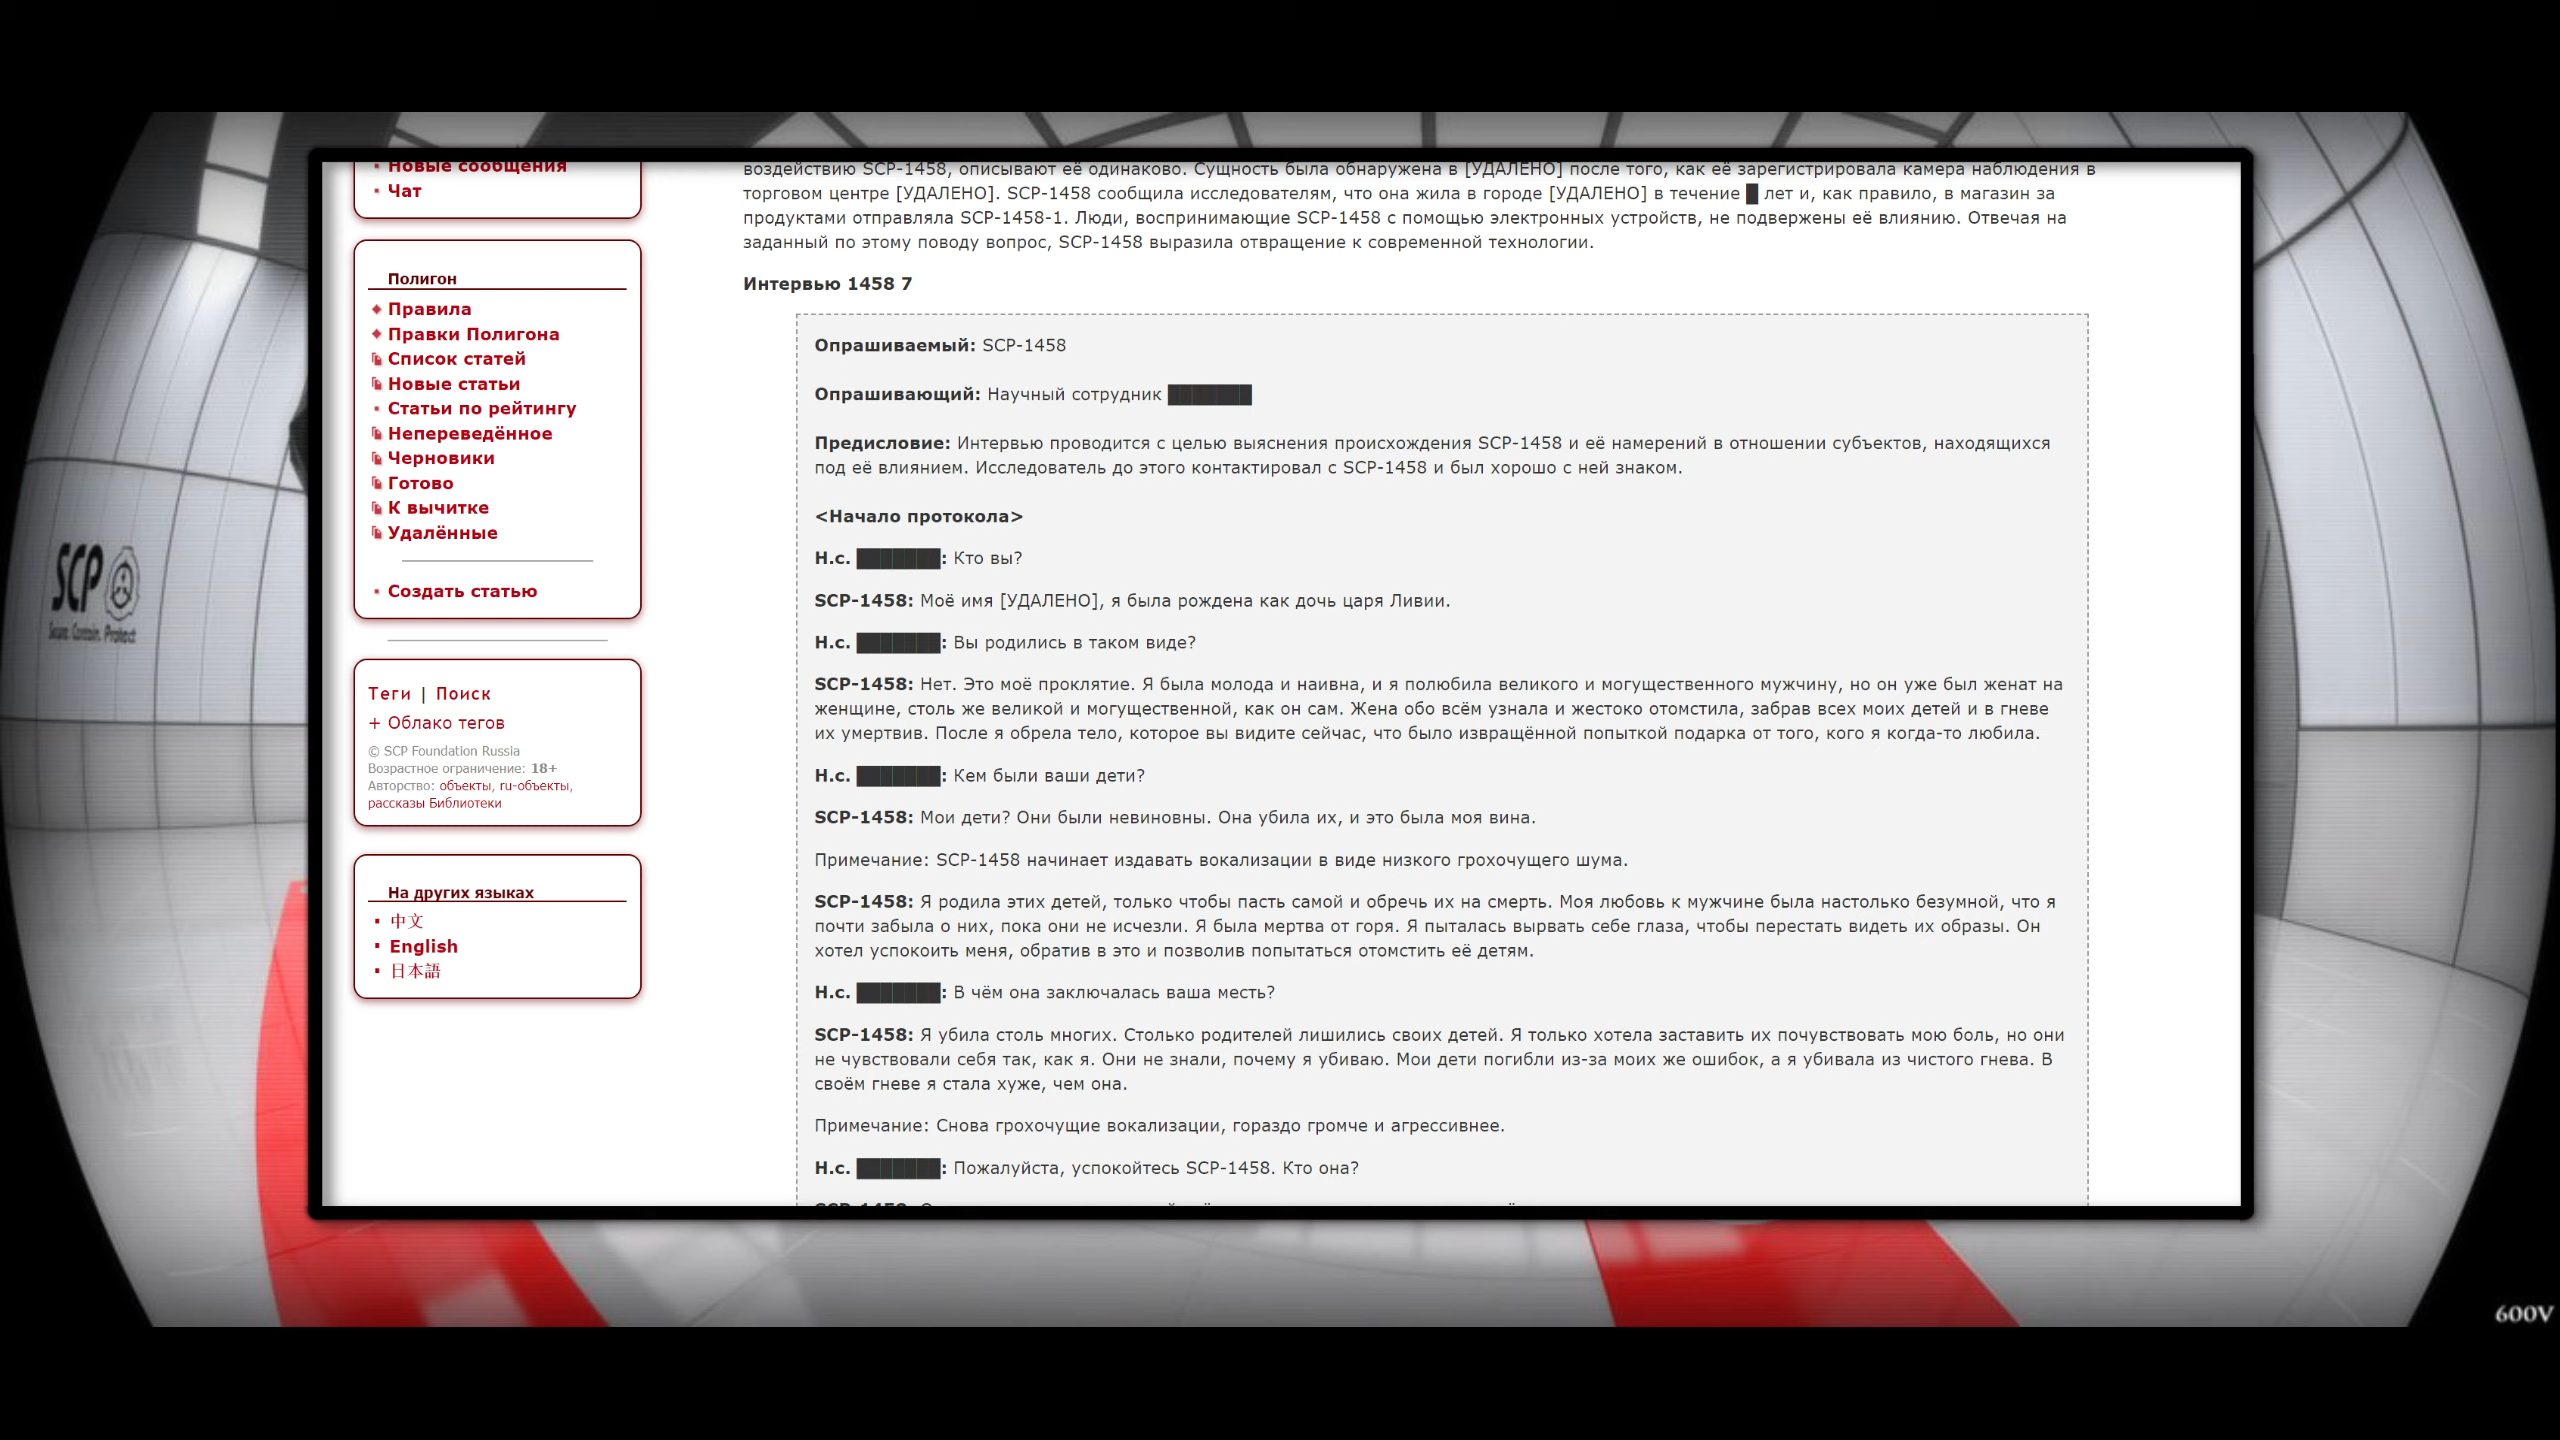 Новые сообщения
Чат
Полигон
Правила
Правки Полигона
Список статей
Новые статьи
Статьи по рейтингу
Непереведённое
Черновики
Готово
К вычитке
Удалённые
Создать статью
Теги | Поиск
+ Облако тегов
© SCP Foundation Russia
Возрастное ограничение: 18+
Авторство: объекты, ru-объекты,
рассказы Библиотеки
На других языках
中文
English
日本語
воздействию SCP-1458, описывают её одинаково. Сущность была обнаружена в [УДАЛЕНО] после того, как её зарегистрировала камера наблюдения в
торговом центре [УДАЛЕНО]. SCP-1458 сообщила исследователям, что она жила в городе [УДАЛЕНО] в течение █ лет и, как правило, в магазин за
продуктами отправляла SCP-1458-1. Люди, воспринимающие SCP-1458 с помощью электронных устройств, не подвержены её влиянию. Отвечая на
заданный по этому поводу вопрос, SCP-1458 выразила отвращение к современной технологии.
Интервью 1458 7
Опрашиваемый: SCP-1458
Опрашивающий: Научный сотрудник ███████
Предисловие: Интервью проводится с целью выяснения происхождения SCP-1458 и её намерений в отношении субъектов, находящихся
под её влиянием. Исследователь до этого контактировал с SCP-1458 и был хорошо с ней знаком.
<Начало протокола>
Н.с. ███████: Кто вы?
SCP-1458: Моё имя [УДАЛЕНО], я была рождена как дочь царя Ливии.
Н.с. ███████: Вы родились в таком виде?
SCP-1458: Нет. Это моё проклятие. Я была молода и наивна, и я полюбила великого и могущественного мужчину, но он уже был женат на
женщине, столь же великой и могущественной, как он сам. Жена обо всём узнала и жестоко отомстила, забрав всех моих детей и в гневе
их умертвив. После я обрела тело, которое вы видите сейчас, что было извращённой попыткой подарка от того, кого я когда-то любила.
Н.с. ███████: Кем были ваши дети?
SCP-1458: Мои дети? Они были невиновны. Она убила их, и это была моя вина.
Примечание: SCP-1458 начинает издавать вокализации в виде низкого грохочущего шума.
SCP-1458: Я родила этих детей, только чтобы пасть самой и обречь их на смерть. Моя любовь к мужчине была настолько безумной, что я
почти забыла о них, пока они не исчезли. Я была мертва от горя. Я пыталась вырвать себе глаза, чтобы перестать видеть их образы. Он
хотел успокоить меня, обратив в это и позволив попытаться отомстить её детям.
Н.с. ███████: В чём она заключалась ваша месть?
SCP-1458: Я убила столь многих. Столько родителей лишились своих детей. Я только хотела заставить их почувствовать мою боль, но они
не чувствовали себя так, как я. Они не знали, почему я убиваю. Мои дети погибли из-за моих же ошибок, а я убивала из чистого гнева. В
своём гневе я стала хуже, чем она.
Примечание: Снова грохочущие вокализации, гораздо громче и агрессивнее.
Н.с. ███████: Пожалуйста, успокойтесь SCP-1458. Кто она?
SCP
Secure. Contain. Protect
600V